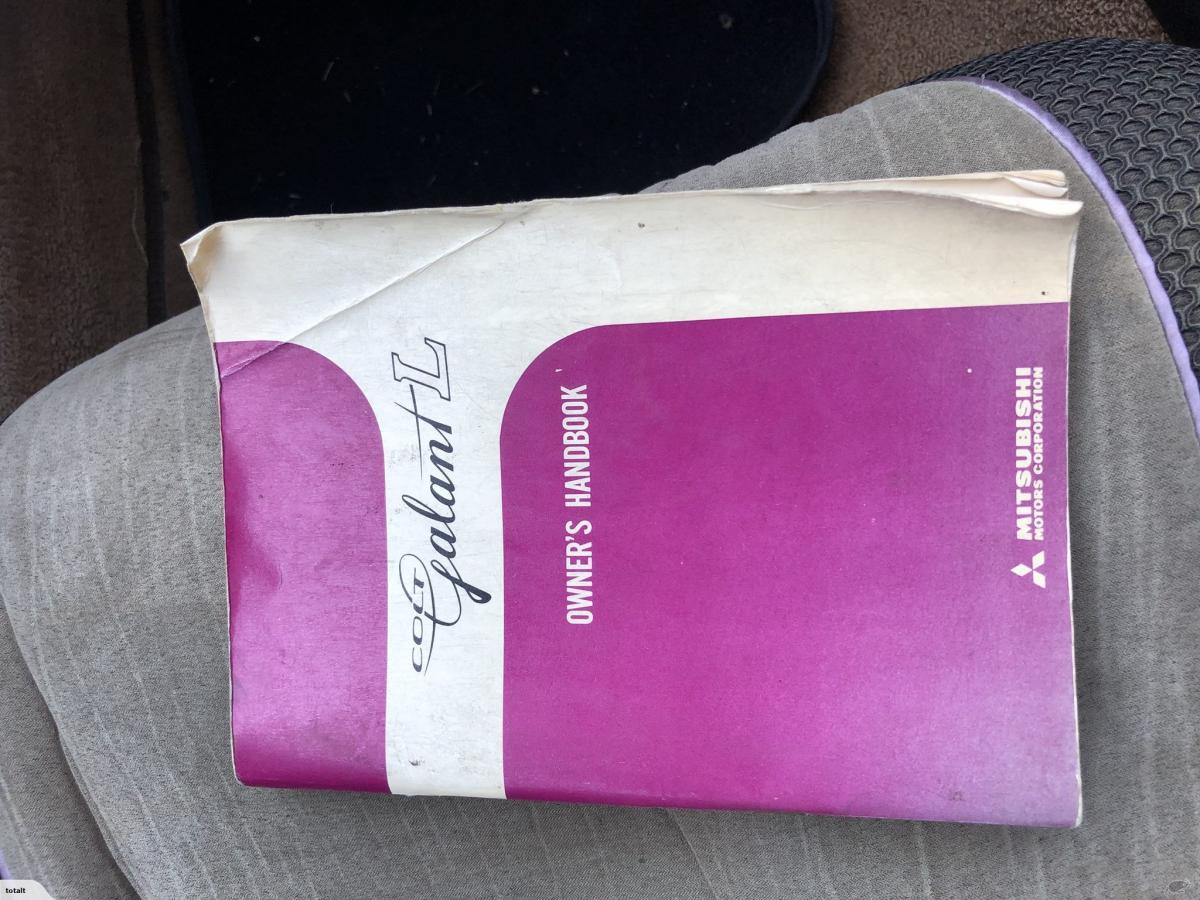 COLT
Galant L
OWNER'S HANDBOOK
MITSUBISHI
MOTORS CORPORATION
totalt